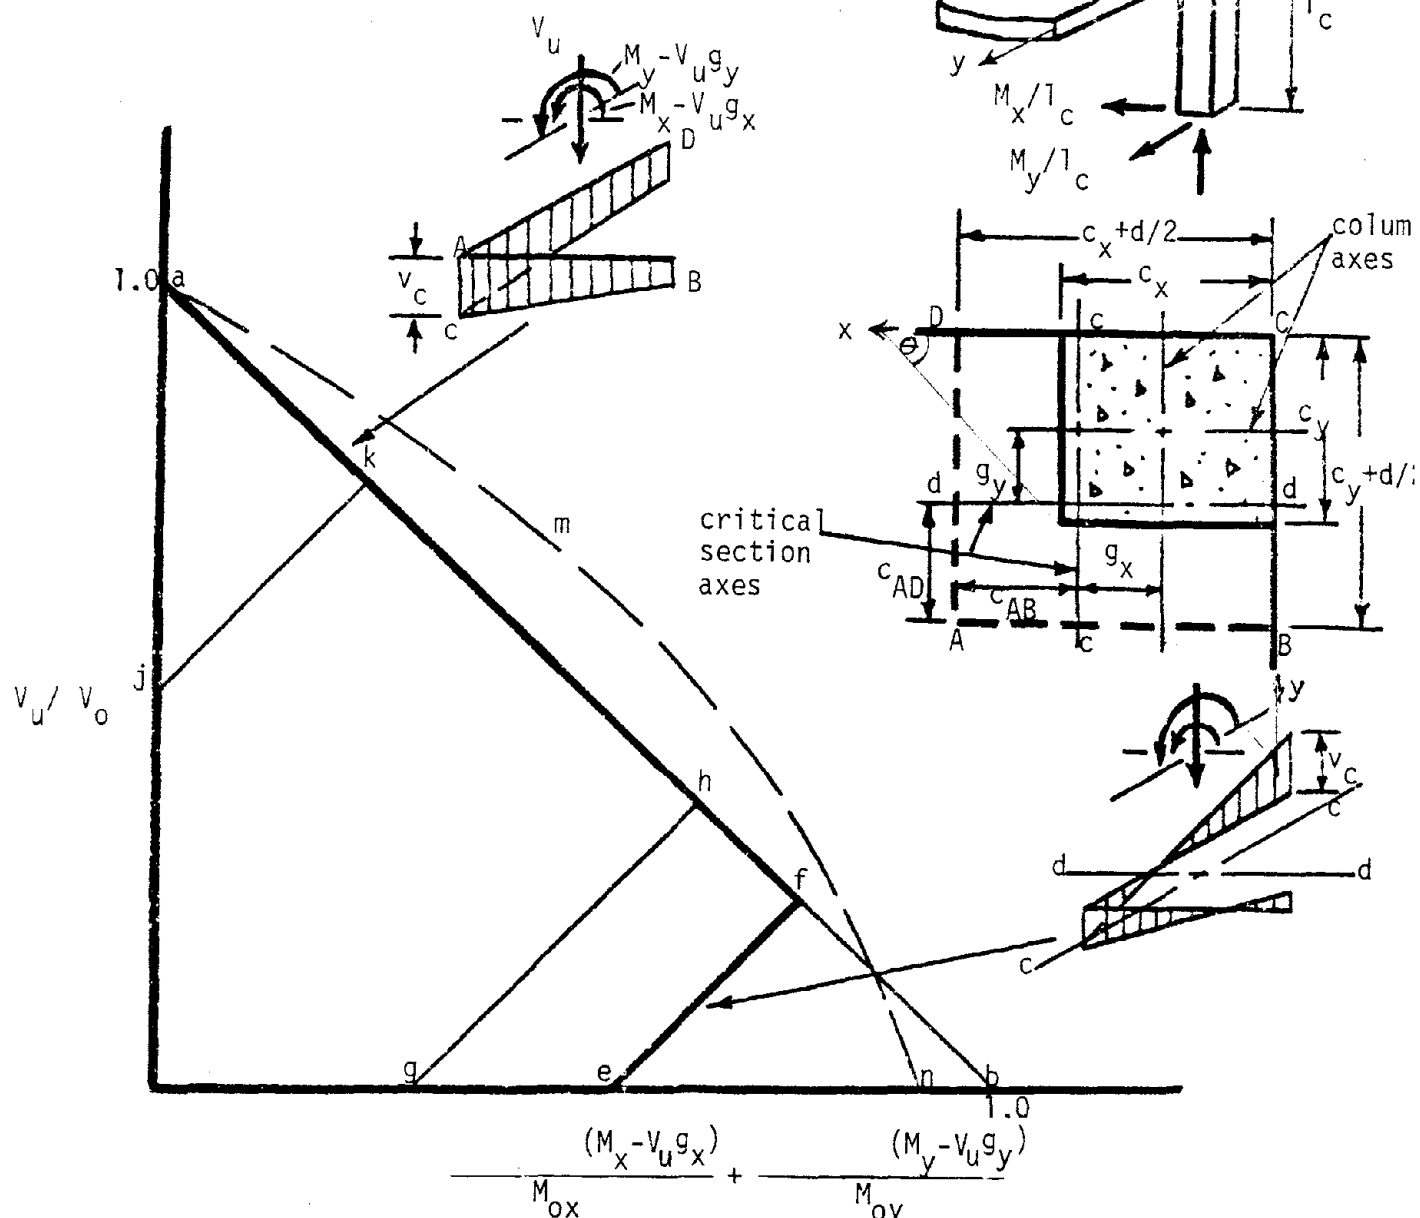 l c
y
V u
M y - V u g y
M x - V u g x
M x / l c
M y / l c
D
A
B
C
v c
1.0 a
c x + d/2
c x
colum
axes
x
D
θ
c
C
c y
g y
d
d
c y + d/
critical
section
axes
c AD
g x
c AB
A
c
B
k
m
j
V u / V o
h
y
v c
c
c
d
d
c
f
g
e
n
b
1.0
(M x - V u g x) (M y - V u g y)
+
M ox M oy